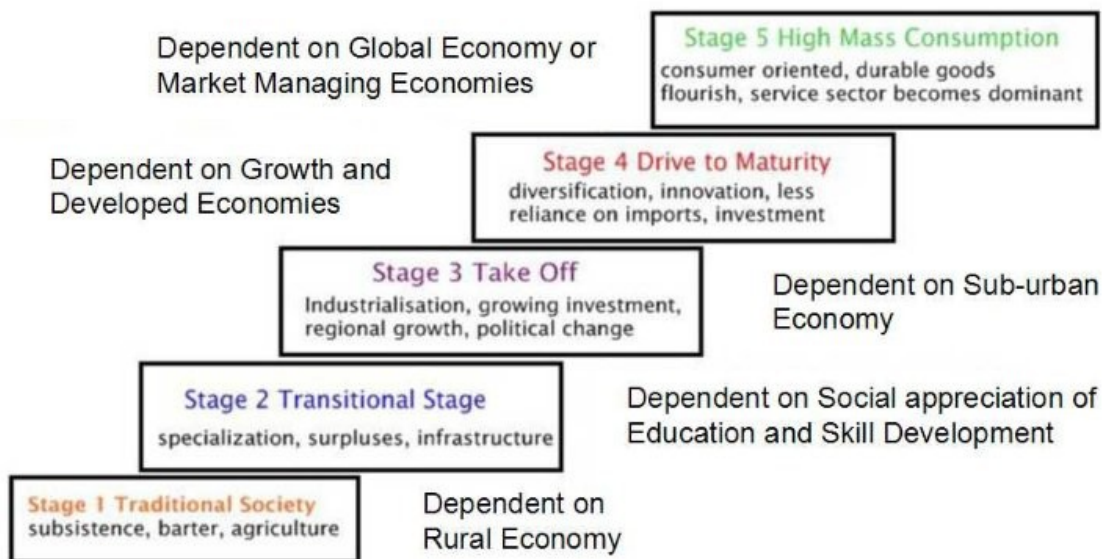 Dependent on Global Economy or
Market Managing Economies
Stage 5 High Mass Consumption
consumer oriented, durable goods
flourish, service sector becomes dominant
Dependent on Growth and
Developed Economies
Stage 4 Drive to Maturity
diversification, innovation, less
reliance on imports, investment
Stage 3 Take Off
Industrialisation, growing investment,
regional growth, political change
Dependent on Sub-urban
Economy
Stage 2 Transitional Stage
specialization, surpluses, infrastructure
Dependent on Social appreciation of
Education and Skill Development
Stage 1 Traditional Society
subsistence, barter, agriculture
Dependent on
Rural Economy